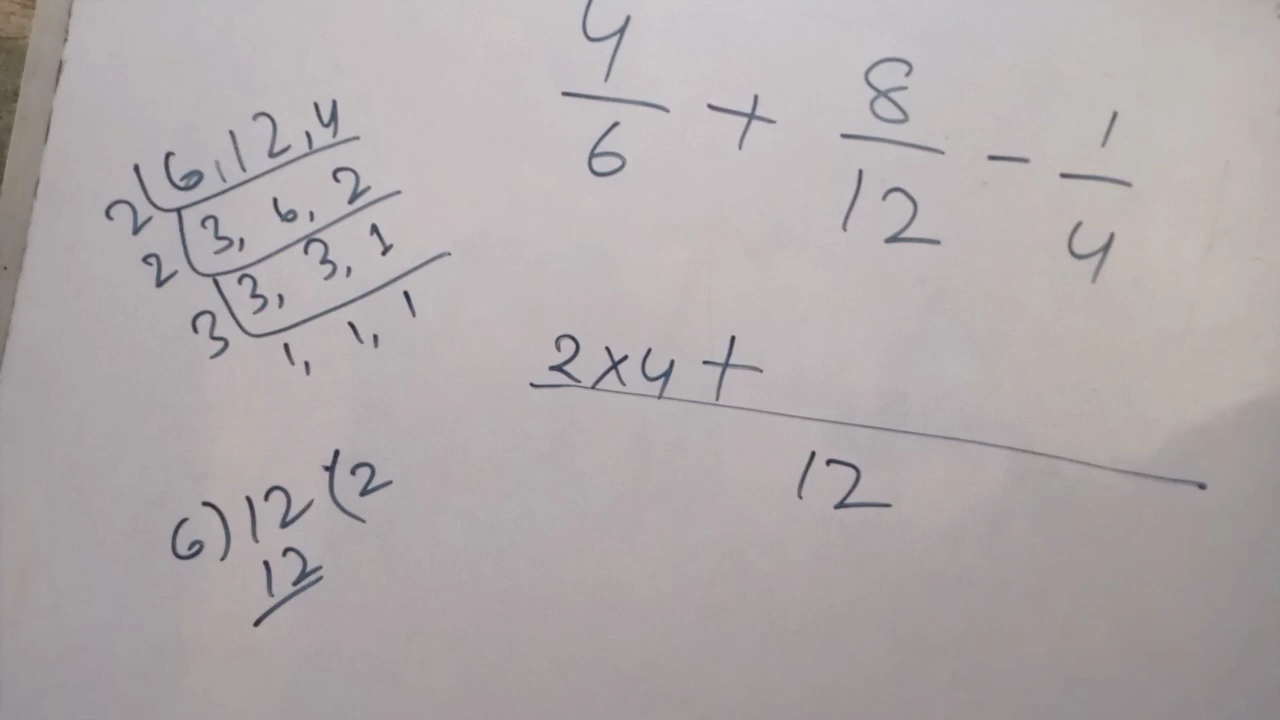 4/6 + 8/12 - 1/4
2 | 6, 12, 4
2 | 3, 6, 2
3 | 3, 3, 1
1, 1, 1
2 × 4 +
12
6) 12 (2
12